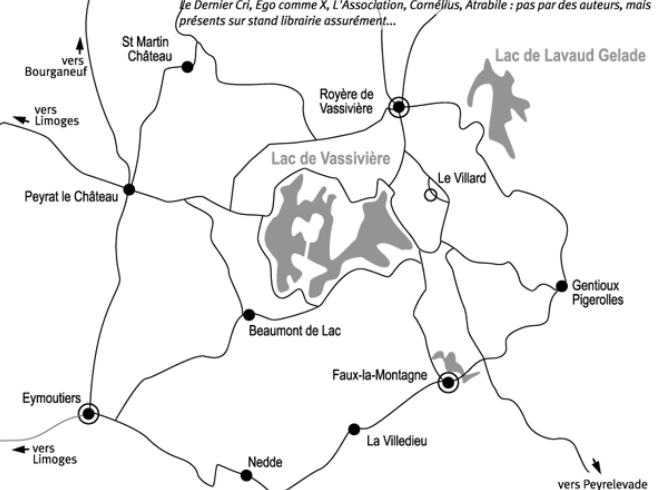 Le Dernier Cri, Ego comme X, L'Association, Cornélius, Atrabile : pas par des auteurs, mais
présents sur stand librairie assurément...
St Martin
Château
Lac de Lavaud Gelade
vers
Bourganeuf
Royère de
Vassivière
vers
Limoges
Lac de Vassivière
Le Villard
Peyrat le Château
Gentioux
Pigerolles
Beaumont de Lac
Faux-la-Montagne
Eymoutiers
La Villedieu
vers
Limoges
Nedde
vers Peyrelevade